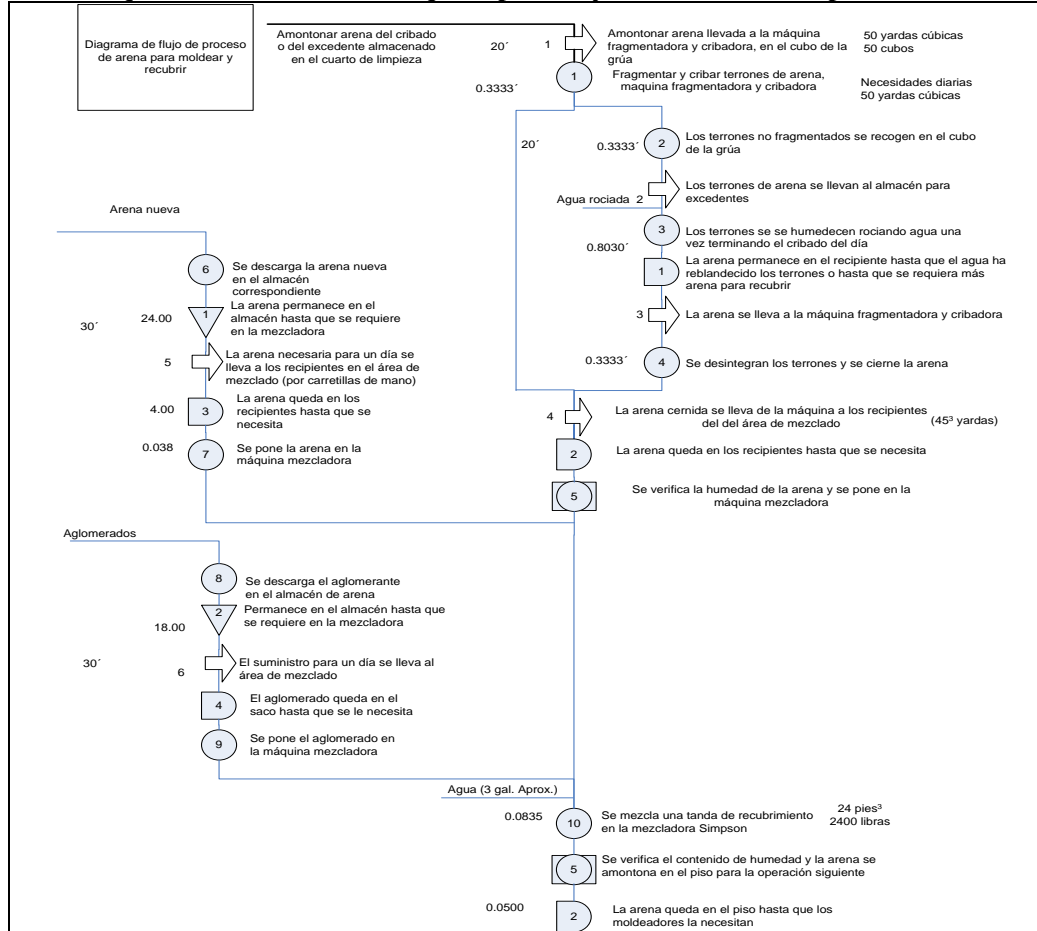 Diagrama de flujo de proceso
de arena para moldear y
recubrir
Amontonar arena del cribado
o del excedente almacenado
en el cuarto de limpieza
20´
1
Amontonar arena llevada a la máquina
fragmentadora y cribadora, en el cubo de la
grúa
50 yardas cúbicas
50 cubos
0.3333´
1
Fragmentar y cribar terrones de arena,
maquina fragmentadora y cribadora
Necesidades diarias
50 yardas cúbicas
20´
0.3333´
2
Los terrones no fragmentados se recogen en el cubo
de la grúa
Los terrones de arena se llevan al almacén para
excedentes
Agua rociada 2
0.8030´
3
Los terrones se se humedecen rociando agua una
vez terminando el cribado del día
1
La arena permanece en el recipiente hasta que el agua ha
reblandecido los terrones o hasta que se requiera más
arena para recubrir
3
La arena se lleva a la máquina fragmentadora y cribadora
0.3333´
4
Se desintegran los terrones y se cierne la arena
Arena nueva
6
Se descarga la arena nueva
en el almacén
correspondiente
30´
24.00
1
La arena permanece en el
almacén hasta que se requiere
en la mezcladora
5
La arena necesaria para un día se
lleva a los recipientes en el área de
mezclado (por carretillas de mano)
4.00
3
La arena queda en los
recipientes hasta que se
necesita
0.038
7
Se pone la arena en la
máquina mezcladora
4
La arena cernida se lleva de la máquina a los recipientes
del del área de mezclado
(45³ yardas)
2
La arena queda en los recipientes hasta que se necesita
5
Se verifica la humedad de la arena y se pone en la
máquina mezcladora
Aglomerados
8
Se descarga el aglomerante
en el almacén de arena
18.00
2
Permanece en el almacén hasta que
se requiere en la mezcladora
30´
6
El suministro para un día se lleva al
área de mezclado
4
El aglomerado queda en el
saco hasta que se le necesita
9
Se pone el aglomerado en
la máquina mezcladora
Agua (3 gal. Aprox.)
0.0835
10
Se mezcla una tanda de recubrimiento
en la mezcladora Simpson
24 pies³
2400 libras
5
Se verifica el contenido de humedad y la arena se
amontona en el piso para la operación siguiente
0.0500
2
La arena queda en el piso hasta que los
moldeadores la necesitan